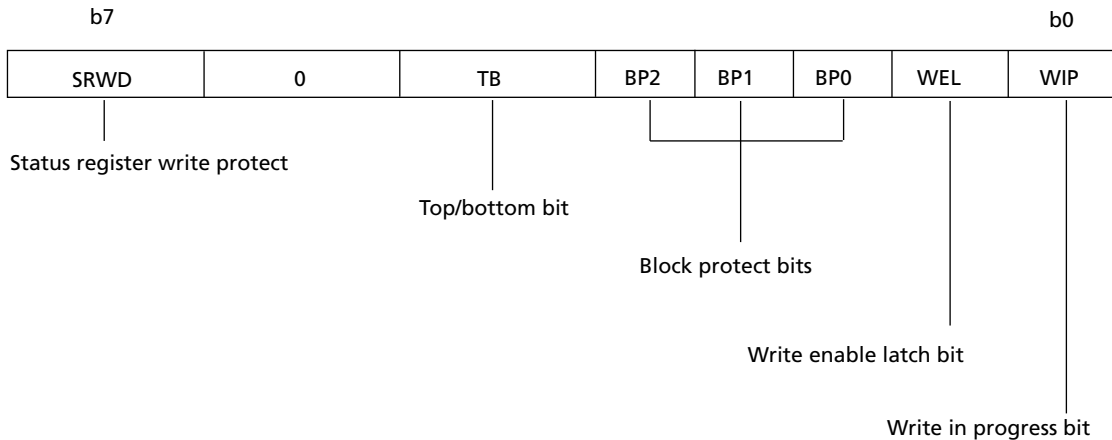 b7 b0
SRWD 0 TB BP2 BP1 BP0 WEL WIP
Status register write protect
Top/bottom bit
Block protect bits
Write enable latch bit
Write in progress bit